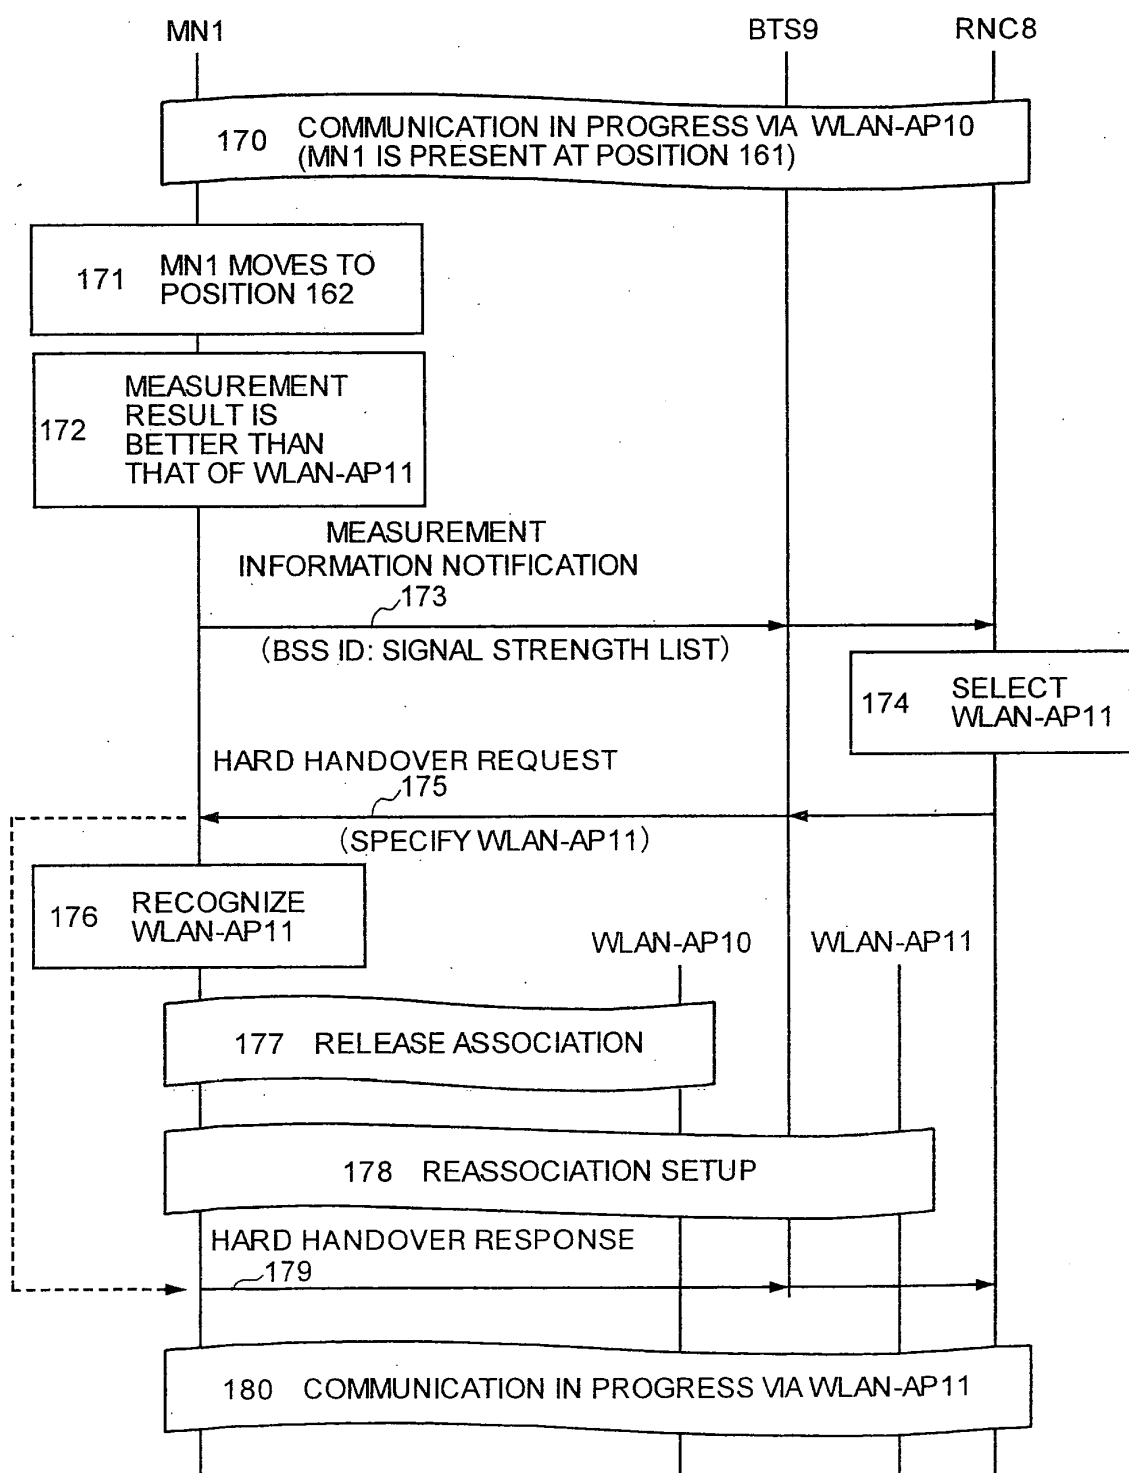 MN1
BTS9
RNC8
170 COMMUNICATION IN PROGRESS VIA WLAN-AP10
(MN1 IS PRESENT AT POSITION 161)
171 MN1 MOVES TO
POSITION 162
172 MEASUREMENT
RESULT IS
BETTER THAN
THAT OF WLAN-AP11
MEASUREMENT
INFORMATION NOTIFICATION
173
(BSS ID: SIGNAL STRENGTH LIST)
174 SELECT
WLAN-AP11
HARD HANDOVER REQUEST
175
(SPECIFY WLAN-AP11)
176 RECOGNIZE
WLAN-AP11
WLAN-AP10
WLAN-AP11
177 RELEASE ASSOCIATION
178 REASSOCIATION SETUP
HARD HANDOVER RESPONSE
179
180 COMMUNICATION IN PROGRESS VIA WLAN-AP11